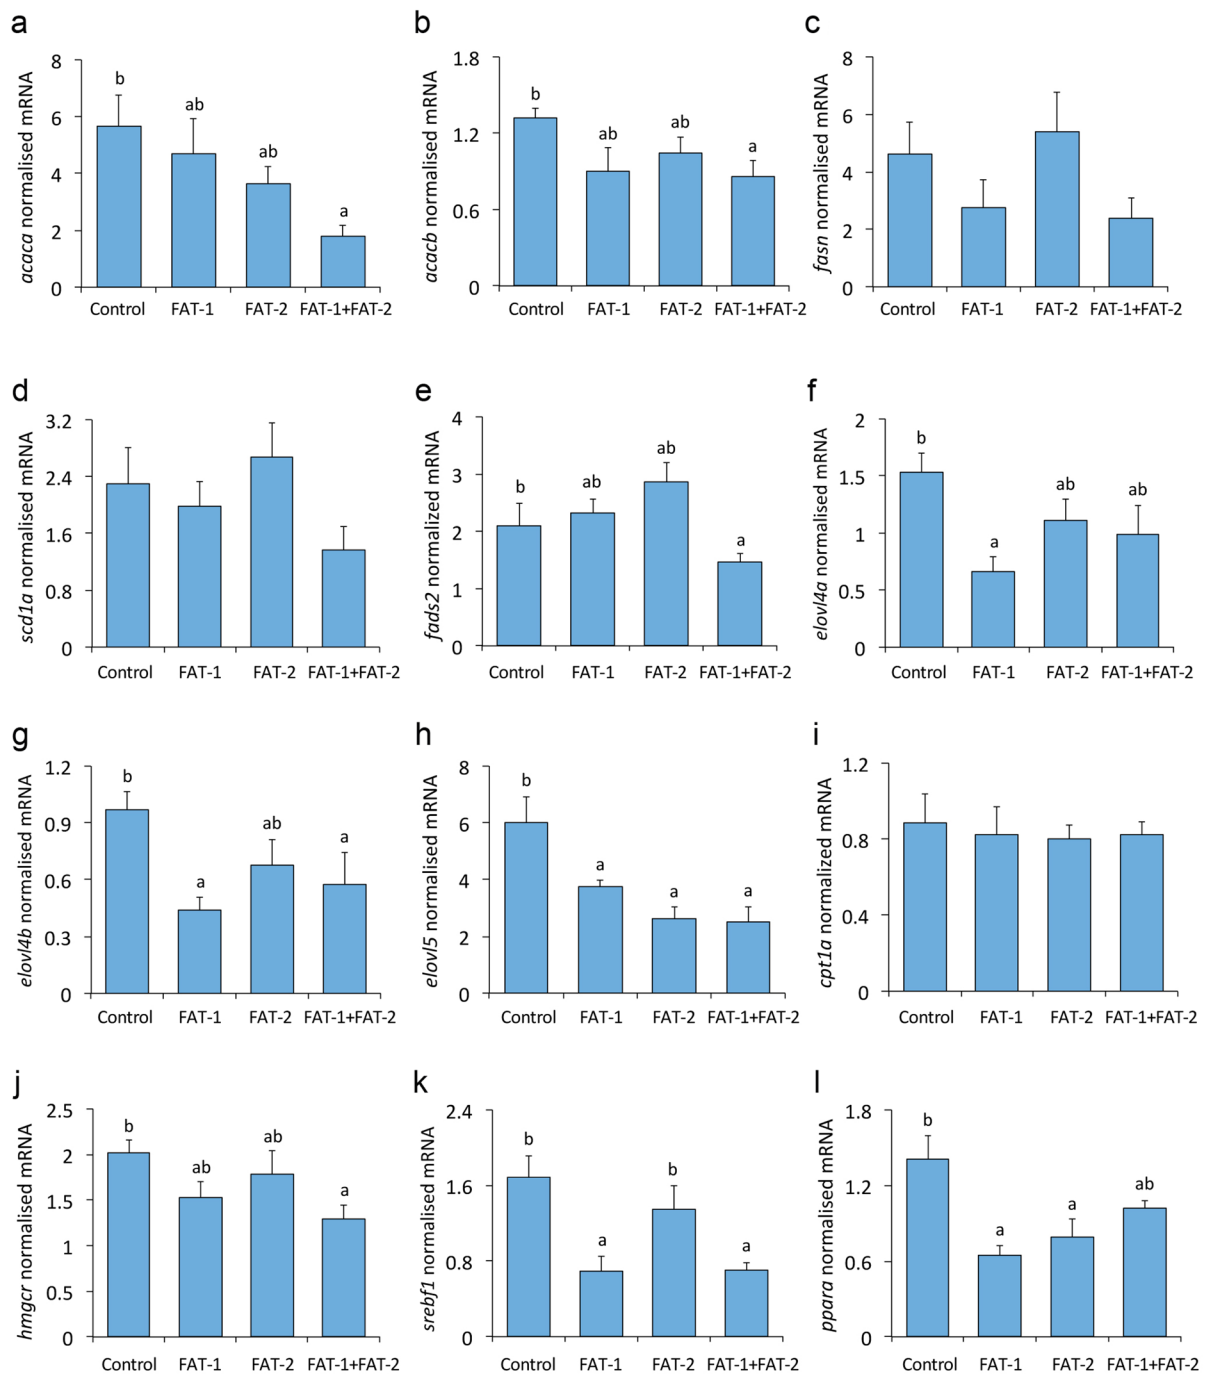 a
acaca normalised mRNA
8
6
4
2
0
b
ab
ab
a
Control FAT-1 FAT-2 FAT-1+FAT-2
b
acacb normalised mRNA
1.8
1.2
0.6
0
b
ab
ab
a
Control FAT-1 FAT-2 FAT-1+FAT-2
c
fasn normalised mRNA
8
6
4
2
0
Control FAT-1 FAT-2 FAT-1+FAT-2
d
scd1a normalised mRNA
3.2
2.4
1.6
0.8
0
Control FAT-1 FAT-2 FAT-1+FAT-2
e
fads2 normalized mRNA
4
3
2
1
0
b
ab
ab
a
Control FAT-1 FAT-2 FAT-1+FAT-2
f
elovl4a normalised mRNA
2
1.5
1
0.5
0
b
a
ab
ab
Control FAT-1 FAT-2 FAT-1+FAT-2
g
elovl4b normalised mRNA
1.2
0.9
0.6
0.3
0
b
a
ab
a
Control FAT-1 FAT-2 FAT-1+FAT-2
h
elovl5 normalised mRNA
8
6
4
2
0
b
a
a
a
Control FAT-1 FAT-2 FAT-1+FAT-2
i
cpt1a normalized mRNA
1.2
0.8
0.4
0
Control FAT-1 FAT-2 FAT-1+FAT-2
j
hmgcr normalised mRNA
2.5
2
1.5
1
0.5
0
b
ab
ab
a
Control FAT-1 FAT-2 FAT-1+FAT-2
k
srebf1 normalised mRNA
2.4
1.6
0.8
0
b
a
b
a
Control FAT-1 FAT-2 FAT-1+FAT-2
l
ppara normalised mRNA
1.8
1.2
0.6
0
b
a
a
ab
Control FAT-1 FAT-2 FAT-1+FAT-2